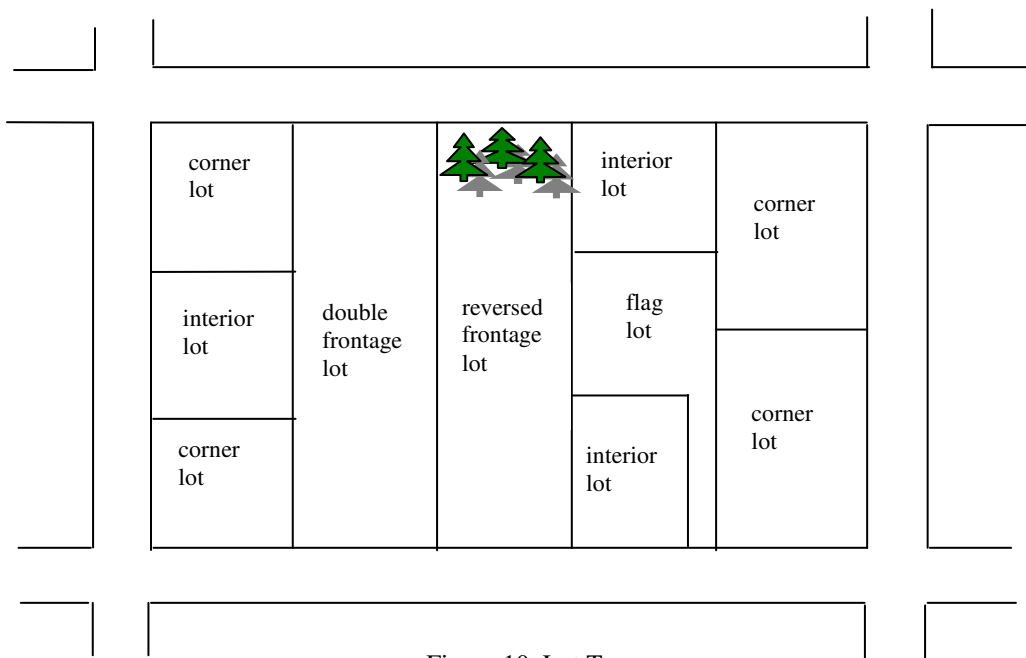 corner
lot
interior
lot
corner
lot
double
frontage
lot
reversed
frontage
lot
interior
lot
flag
lot
interior
lot
corner
lot
corner
lot